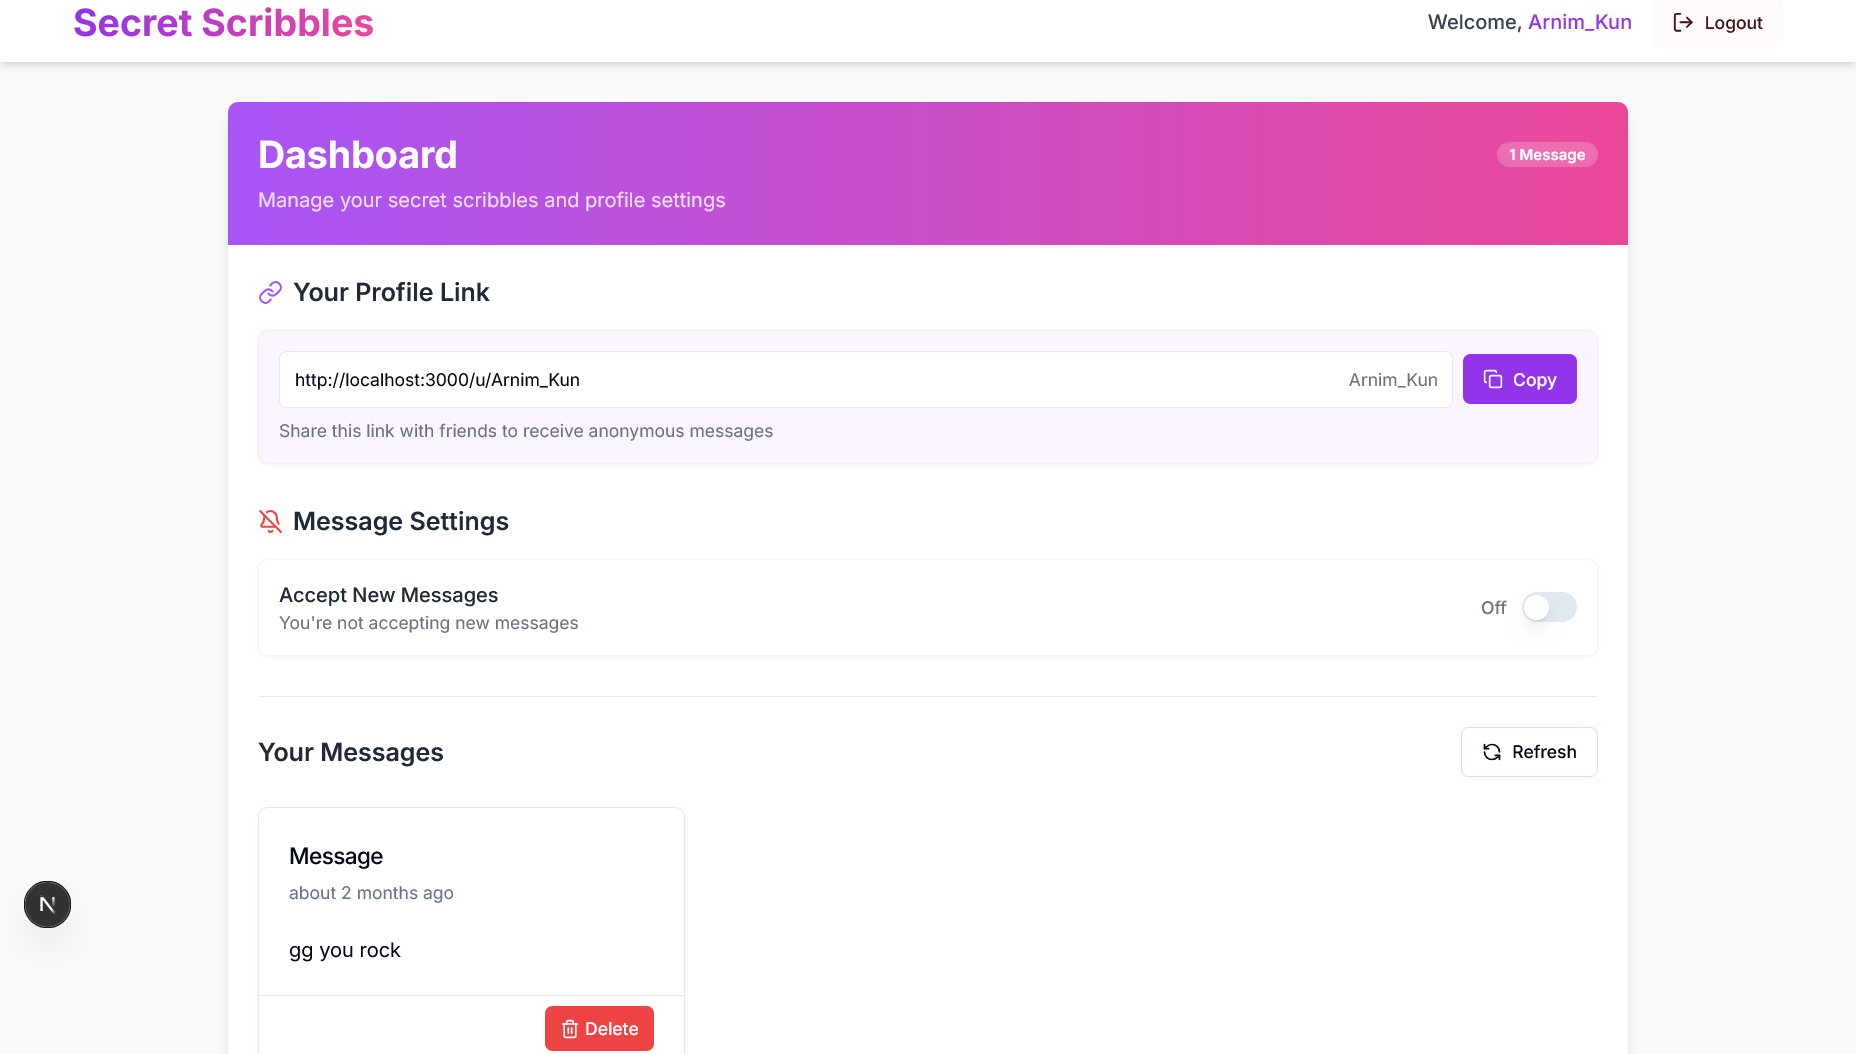 Secret Scribbles
Welcome, Arnim_Kun
Logout
Dashboard
1 Message
Manage your secret scribbles and profile settings
Your Profile Link
http://localhost:3000/u/Arnim_Kun
Arnim_Kun
Copy
Share this link with friends to receive anonymous messages
Message Settings
Accept New Messages
You're not accepting new messages
Off
Your Messages
Refresh
Message
about 2 months ago
gg you rock
Delete
N